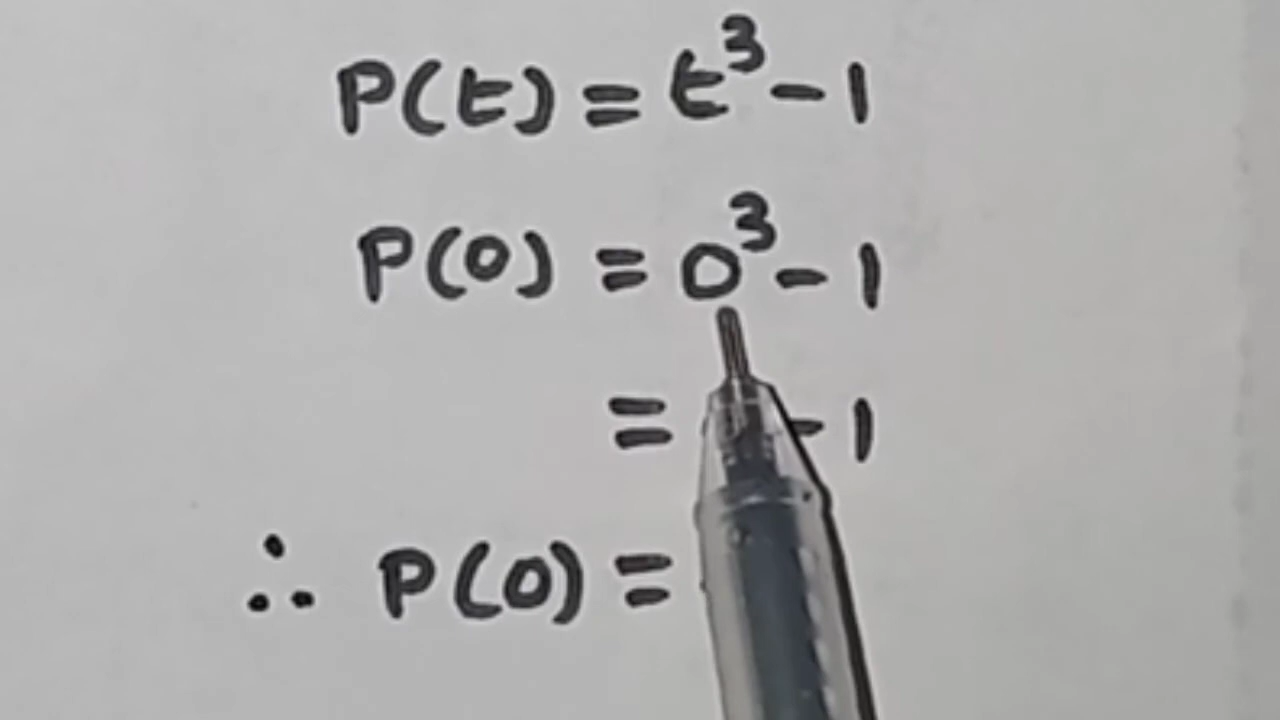 P(t) = t³ - 1
P(0) = 0³ - 1
= - 1
∴ P(0) =